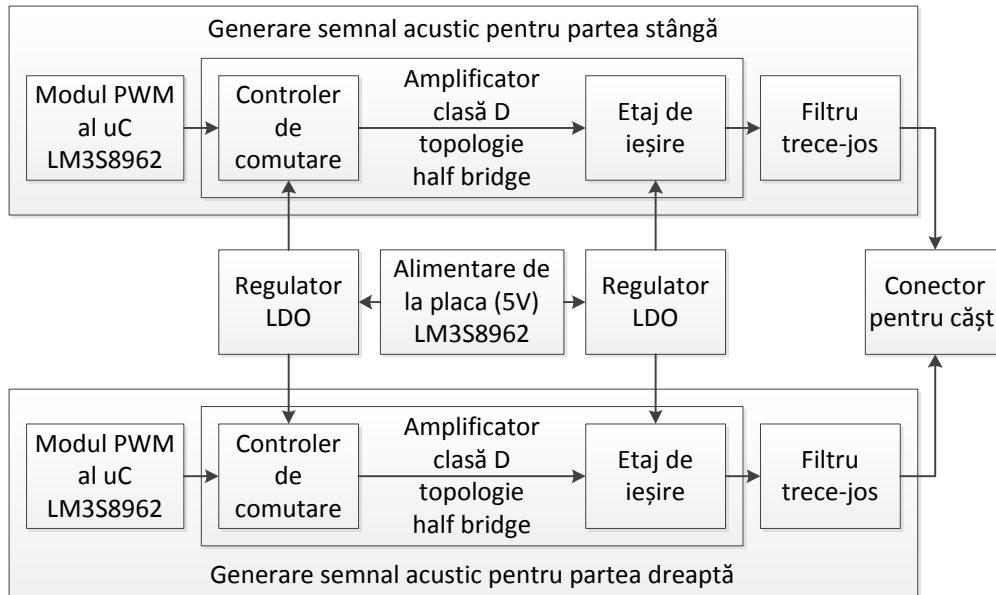 Generare semnal acustic pentru partea stângă
Modul PWM
al uC
LM3S8962
Controler
de
comutare
Amplificator
clasă D
topologie
half bridge
Etaj de
ieșire
Filtru
trece-jos
Regulator
LDO
Alimentare de
la placa (5V)
LM3S8962
Regulator
LDO
Conector
pentru căști
Modul PWM
al uC
LM3S8962
Controler
de
comutare
Amplificator
clasă D
topologie
half bridge
Etaj de
ieșire
Filtru
trece-jos
Generare semnal acustic pentru partea dreaptă